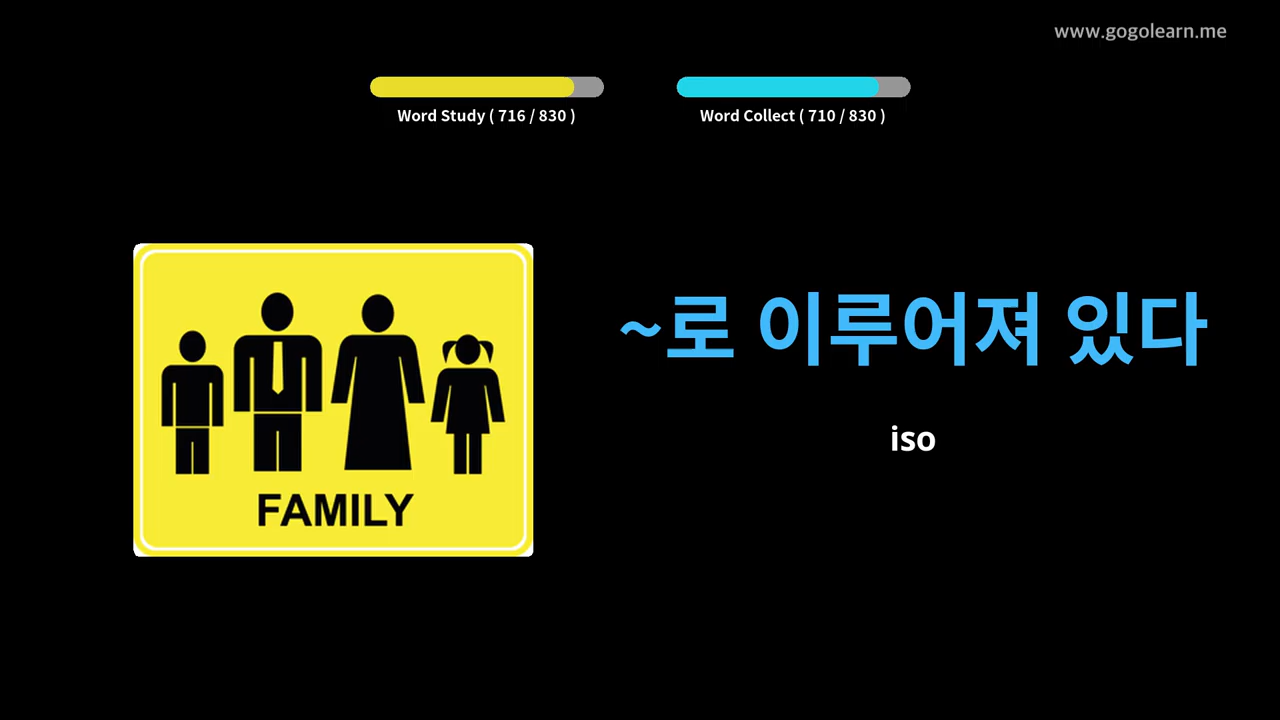 www.gogolearn.me
Word Study ( 716 / 830 )
Word Collect ( 710 / 830 )
~로 이루어져 있다
iso
FAMILY